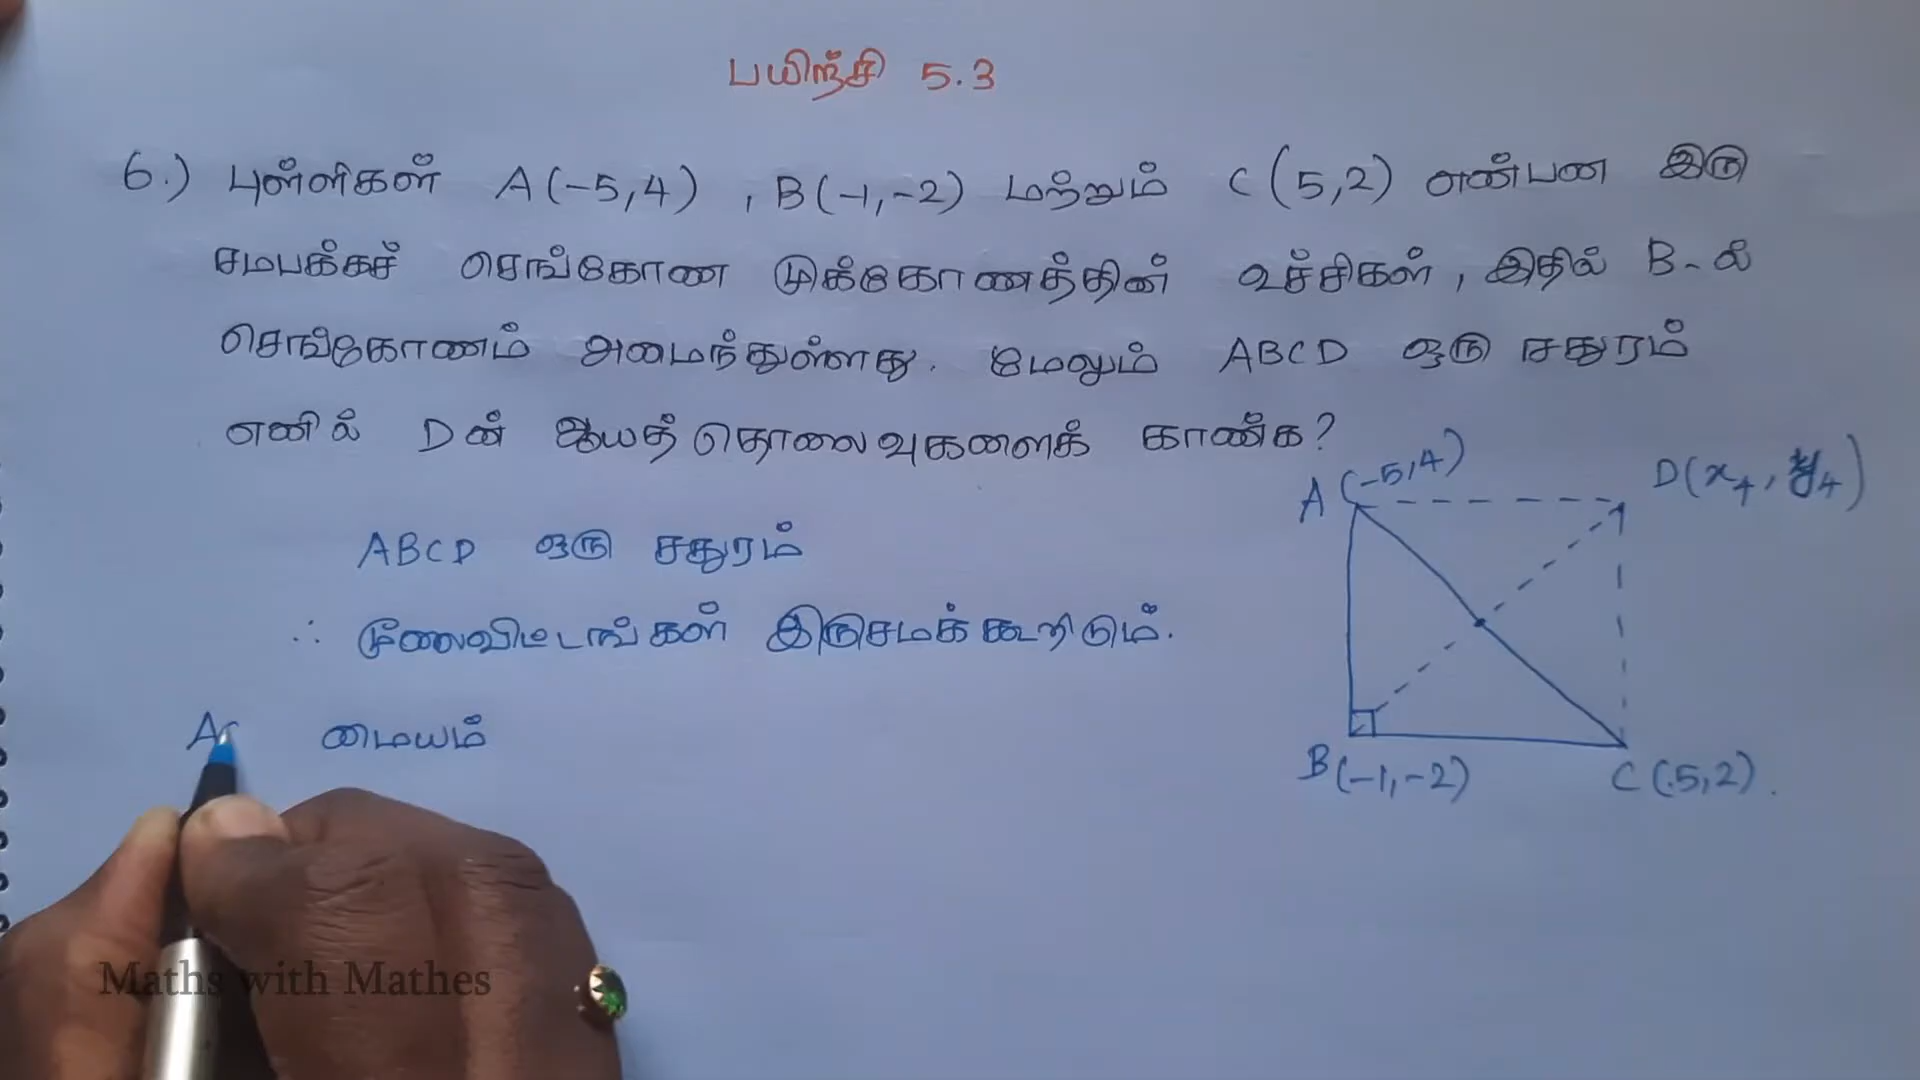 பயிற்சி 5.3
6.) புள்ளிகள் A(-5,4) , B(-1,-2) மற்றும் C(5,2) என்பன இரு
சமபக்கச் செங்கோண முக்கோணத்தின் உச்சிகள், இதில் B-ல்
செங்கோணம் அமைந்துள்ளது. மேலும் ABCD ஒரு சதுரம்
எனில் Dன் ஆயத்தொலைவுகளைக் காண்க?
A (-5,4)
D(x4, y4)
ABCD ஒரு சதுரம்
∴ மூலைவிட்டங்கள் இருசமக்கூறிடும்.
AC மையம்
B(-1,-2)
C(5,2).
Maths with Mathes